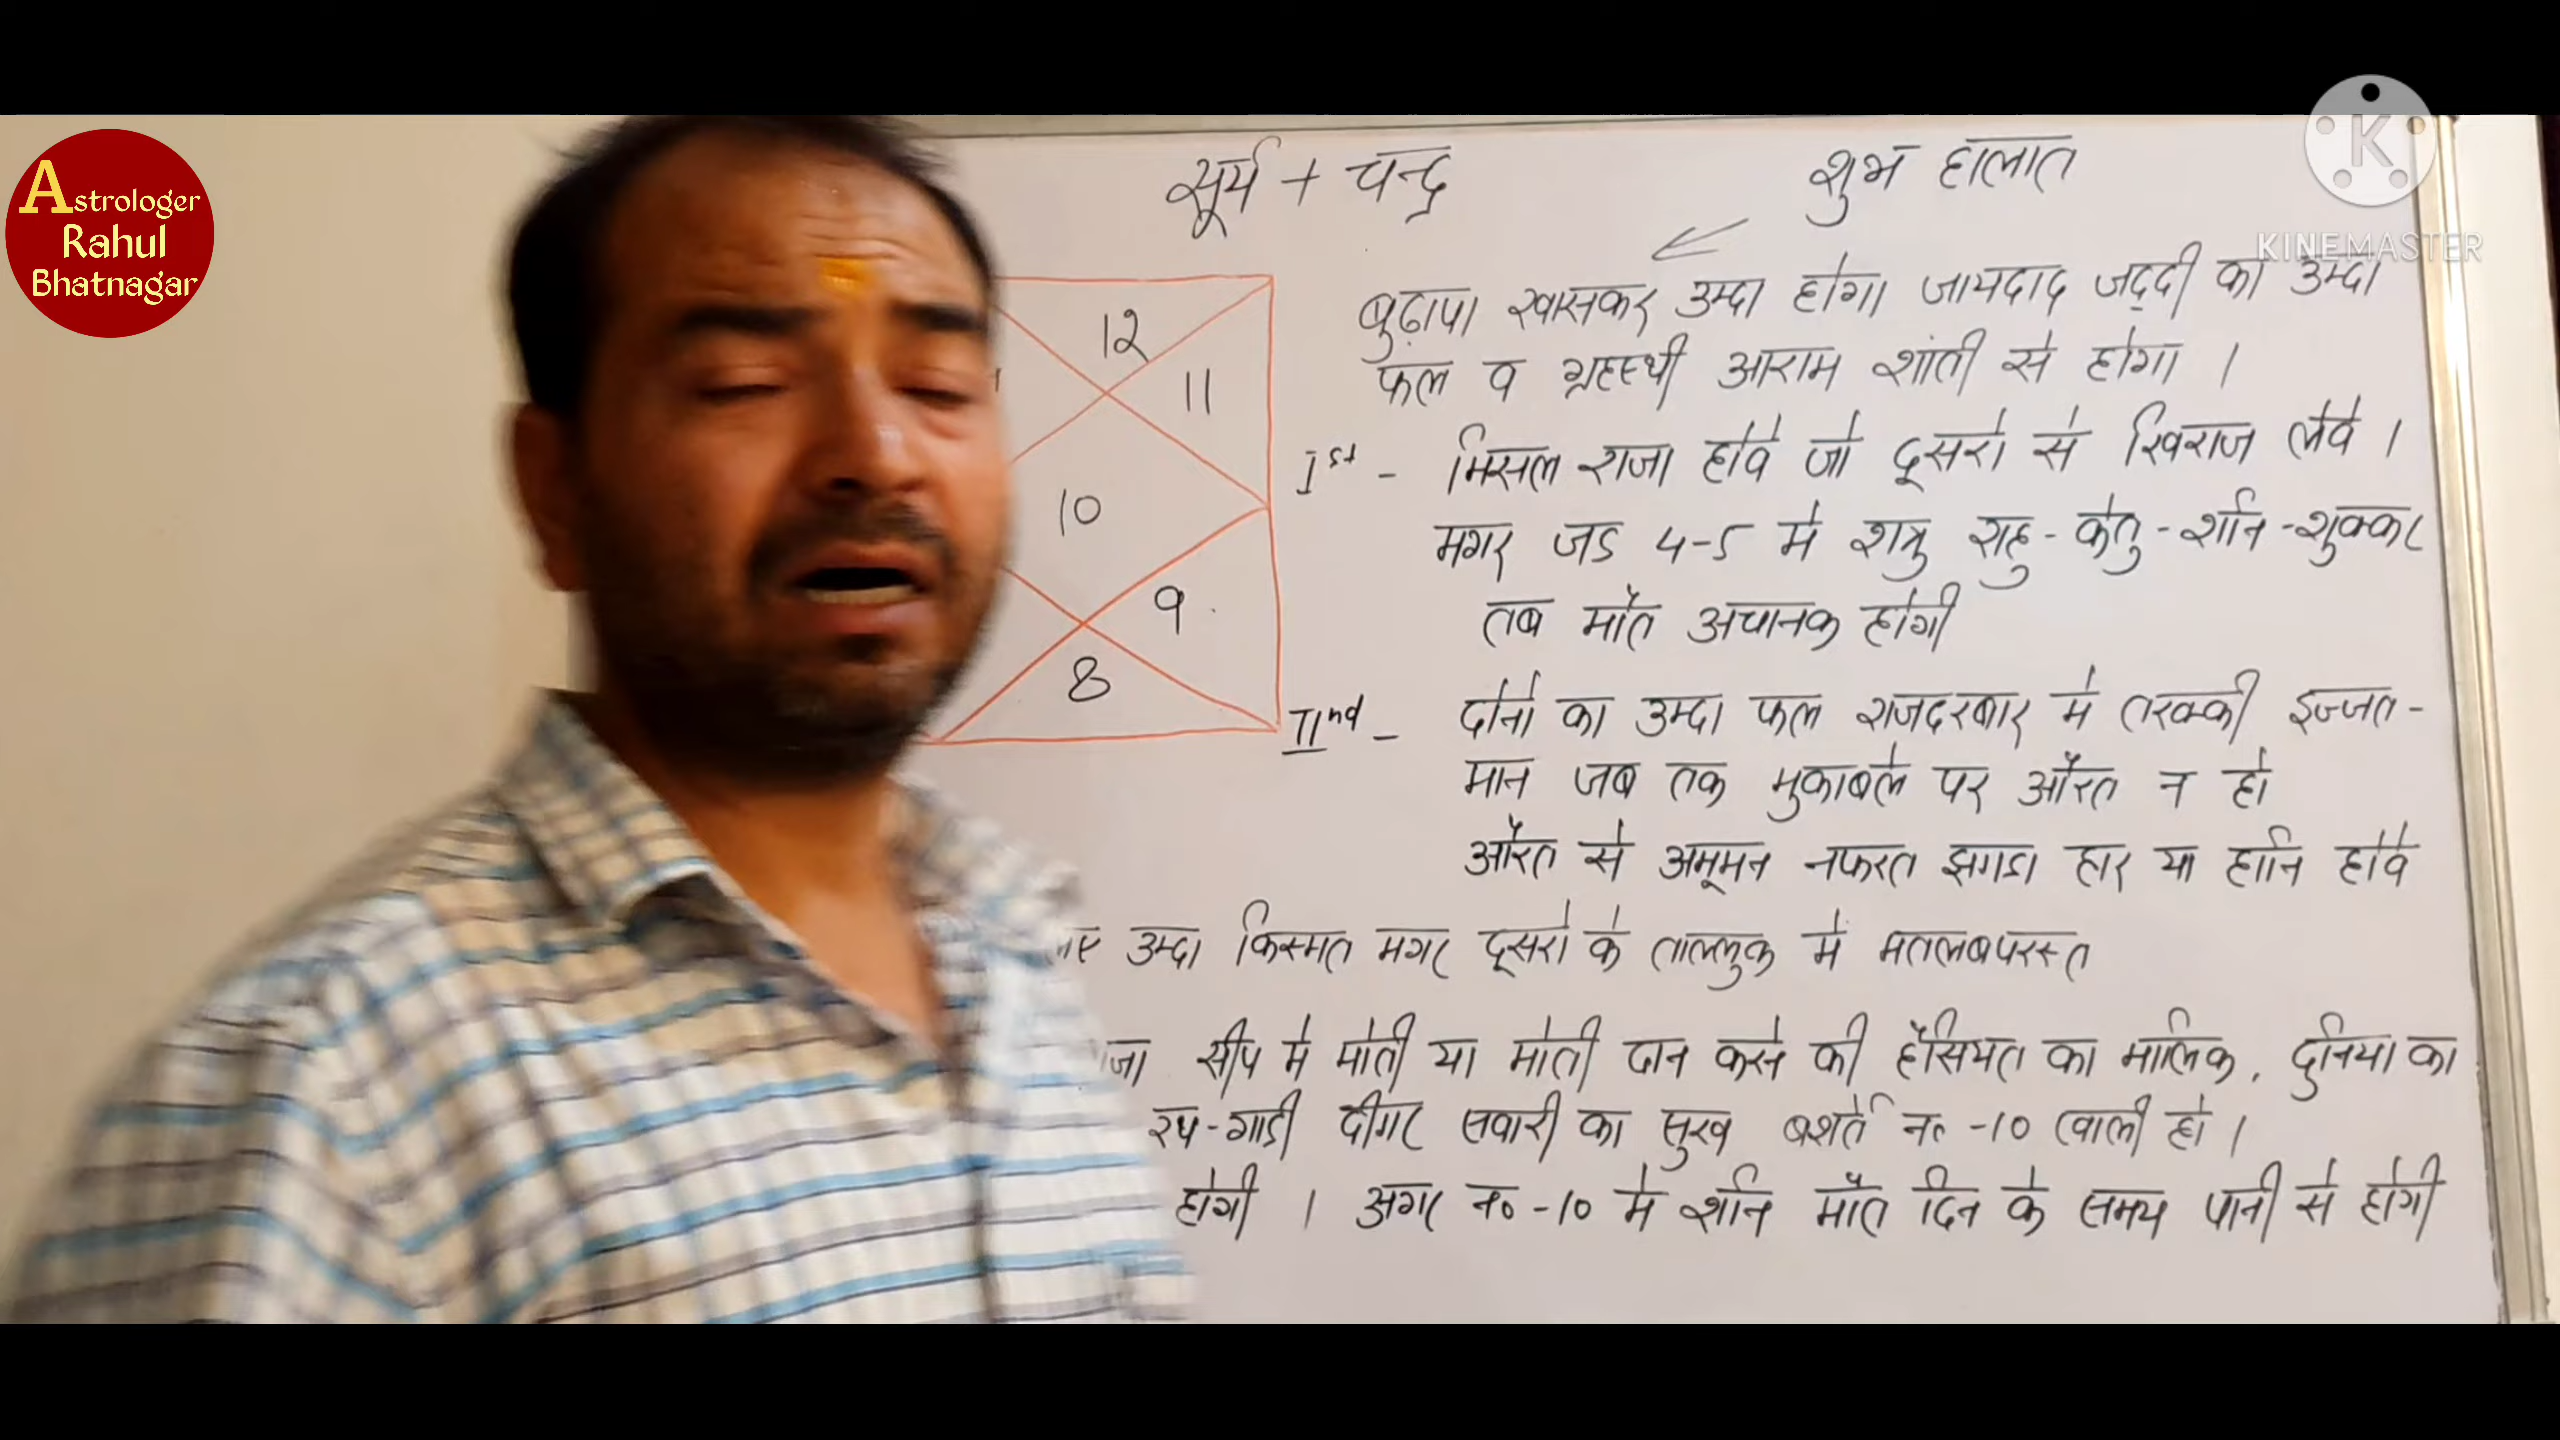 Astrologer
Rahul
Bhatnagar
KINEMASTER
सूर्य + चन्द्र
शुभ हालात
12
11
10
9
8
बुढ़ापा खासकर उम्दा होगा जायदाद जद्दी का उम्दा
फल व ग्रहस्थी आराम शांती से होगा ।
Ist - मिसल राजा होवे जो दूसरो से खिराज लेवे ।
मगर जड 4-5 मे शत्रु राहु - केतु - शनि - शुक्कर
तब मौत अचानक होगी
IInd - दोनो का उम्दा फल राजदरबार मे तरक्की इज्जत -
मान जब तक मुकाबले पर औरत न हो
औरत से अमूमन नफरत झगडा हार या हानि होवे
उम्दा किस्मत मगर दूसरो के ताल्लुक मे मतलबपरस्त
सीप मे मोती या मोती दान करने की हैसियत का मालिक , दुनिया का
रथ-गाडी दीगर सवारी का सुख बशर्ते न० -10 खाली हो ।
होगी । अगर न० -10 मे शनि मौत दिन के समय पानी से होगी